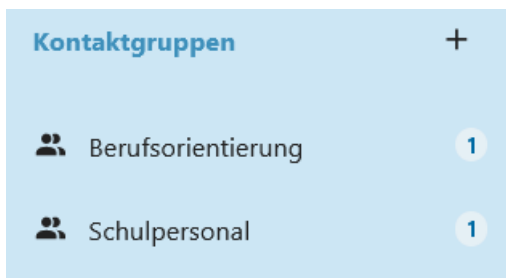 Kontaktgruppen +
Berufsorientierung 1
Schulpersonal 1